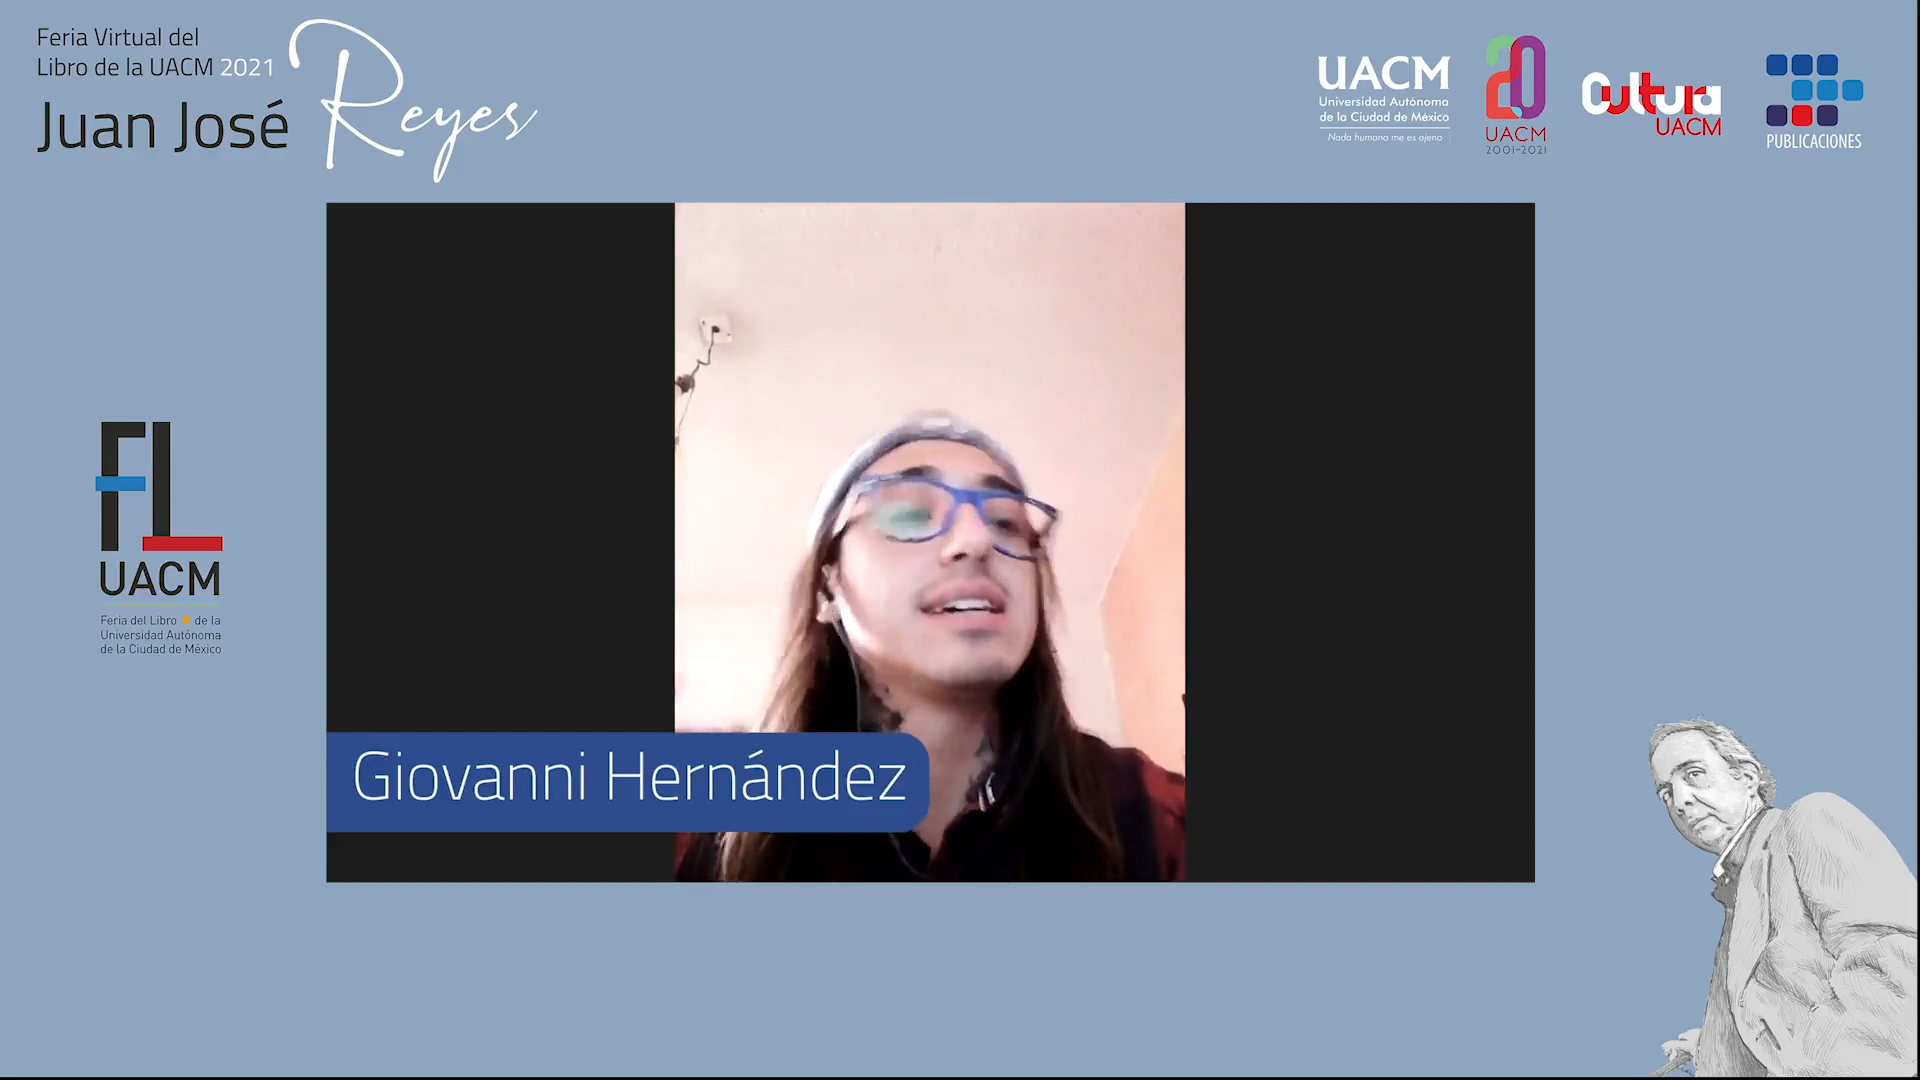 Feria Virtual del
Libro de la UACM 2021
Juan José Reyes
UACM
Universidad Autónoma
de la Ciudad de México
Nada humano me es ajeno
20
UACM
2001-2021
Cultura
UACM
PUBLICACIONES
FL
UACM
Feria del Libro de la
Universidad Autónoma
de la Ciudad de México
Giovanni Hernández